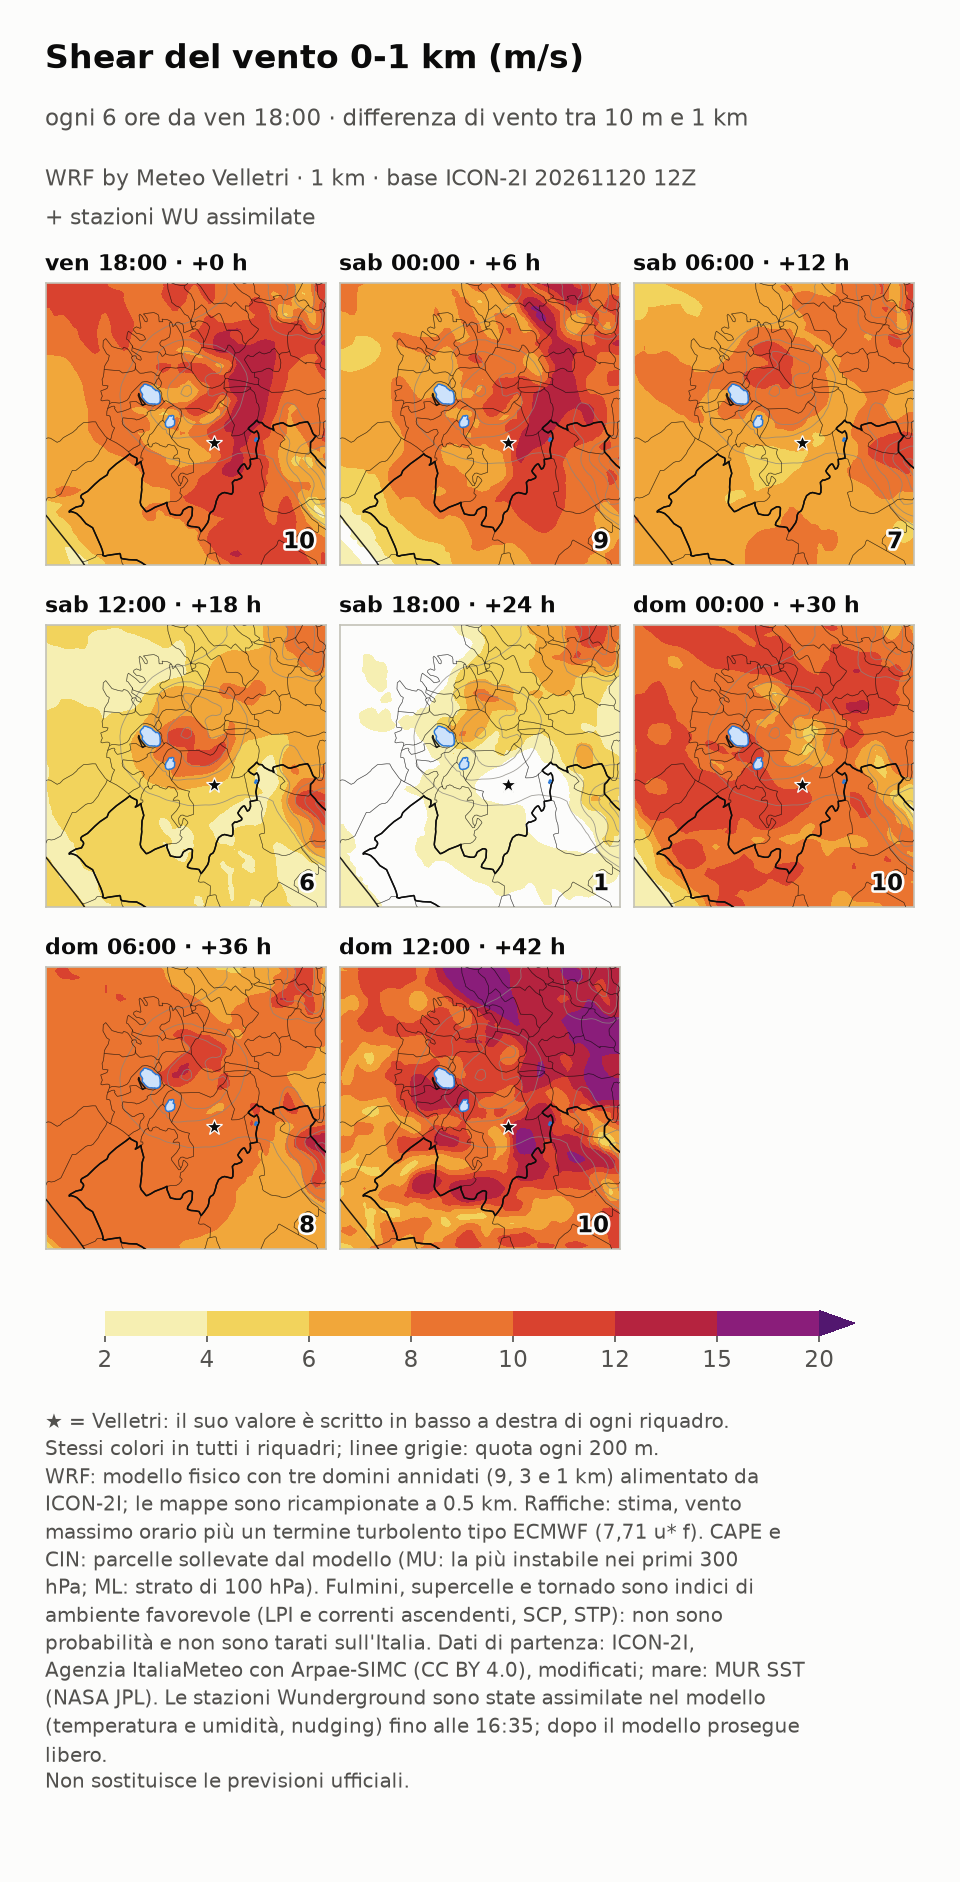 Shear del vento 0-1 km (m/s)
ogni 6 ore da ven 18:00 · differenza di vento tra 10 m e 1 km
WRF by Meteo Velletri · 1 km · base ICON-2I 20261120 12Z
+ stazioni WU assimilate
ven 18:00 · +0 h
sab 00:00 · +6 h
sab 06:00 · +12 h
10
9
7
sab 12:00 · +18 h
sab 18:00 · +24 h
dom 00:00 · +30 h
6
1
10
dom 06:00 · +36 h
dom 12:00 · +42 h
8
10
2 4 6 8 10 12 15 20
★ = Velletri: il suo valore è scritto in basso a destra di ogni riquadro.
Stessi colori in tutti i riquadri; linee grigie: quota ogni 200 m.
WRF: modello fisico con tre domini annidati (9, 3 e 1 km) alimentato da
ICON-2I; le mappe sono ricampionate a 0.5 km. Raffiche: stima, vento
massimo orario più un termine turbolento tipo ECMWF (7,71 u* f). CAPE e
CIN: parcelle sollevate dal modello (MU: la più instabile nei primi 300
hPa; ML: strato di 100 hPa). Fulmini, supercelle e tornado sono indici di
ambiente favorevole (LPI e correnti ascendenti, SCP, STP): non sono
probabilità e non sono tarati sull'Italia. Dati di partenza: ICON-2I,
Agenzia ItaliaMeteo con Arpae-SIMC (CC BY 4.0), modificati; mare: MUR SST
(NASA JPL). Le stazioni Wunderground sono state assimilate nel modello
(temperatura e umidità, nudging) fino alle 16:35; dopo il modello prosegue
libero.
Non sostituisce le previsioni ufficiali.